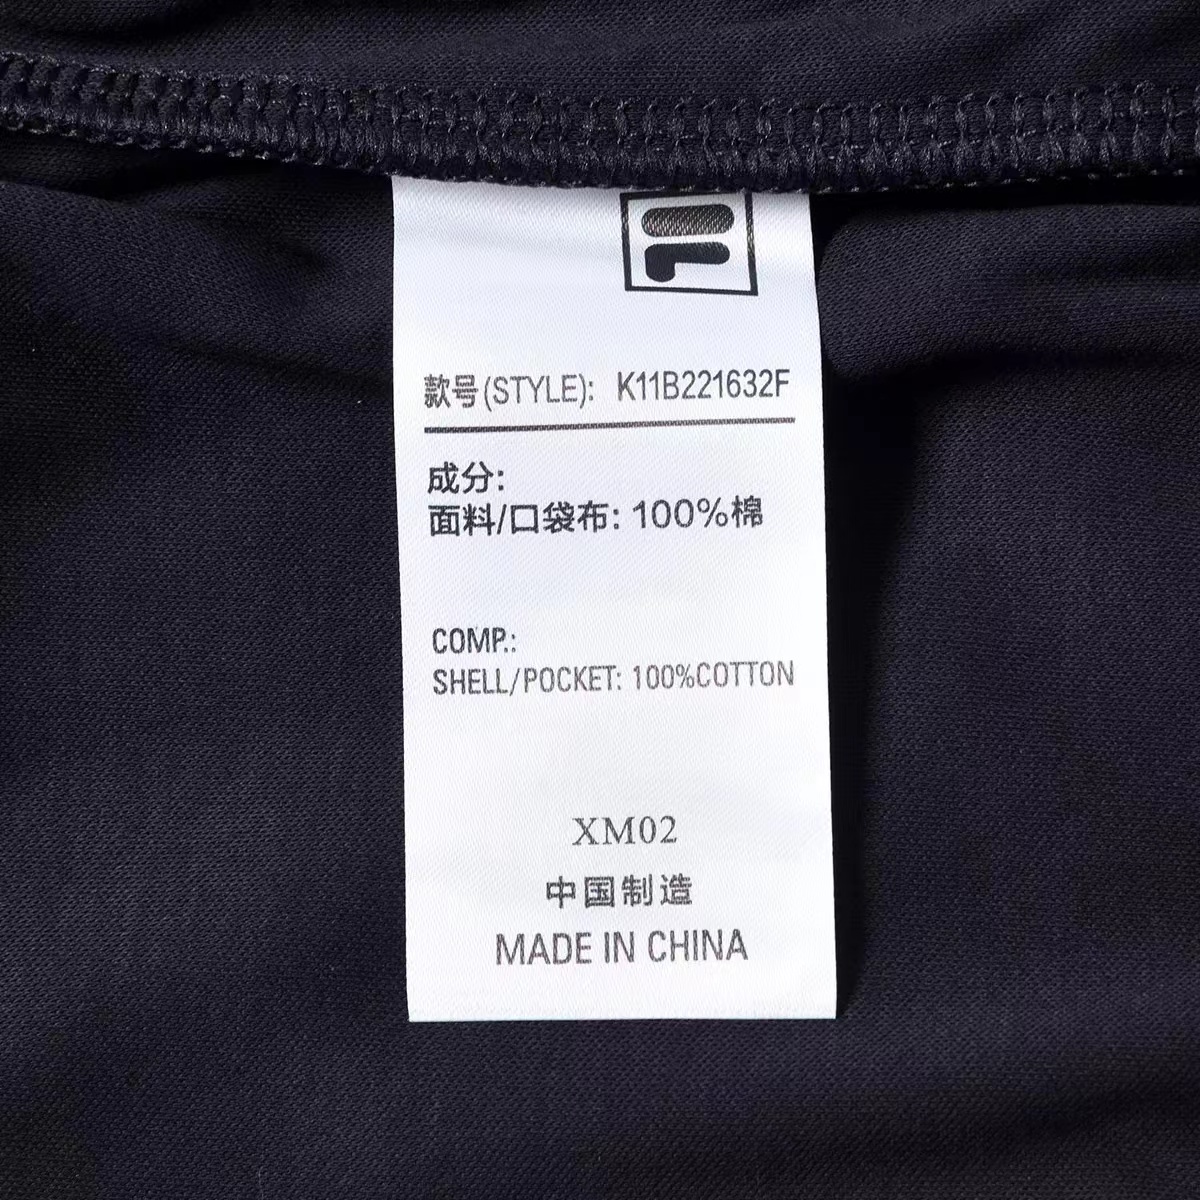 款号(STYLE): K11B221632F
成分:
面料/口袋布: 100%棉
COMP.:
SHELL/POCKET: 100%COTTON
XM02
中国制造
MADE IN CHINA